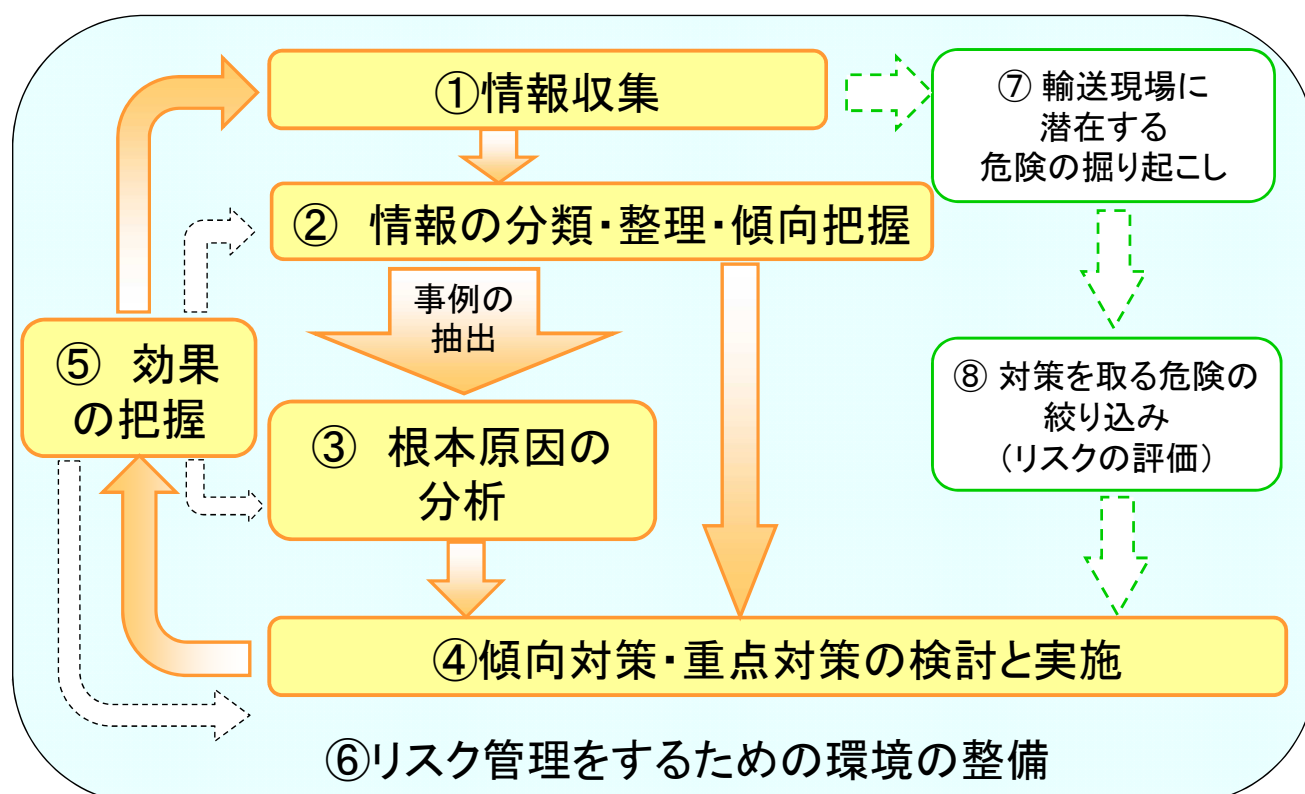 ①情報収集
⑦ 輸送現場に
潜在する
危険の掘り起こし
② 情報の分類・整理・傾向把握
事例の
抽出
⑤ 効果
の把握
③ 根本原因の
分析
⑧ 対策を取る危険の
絞り込み
（リスクの評価）
④傾向対策・重点対策の検討と実施
⑥リスク管理をするための環境の整備